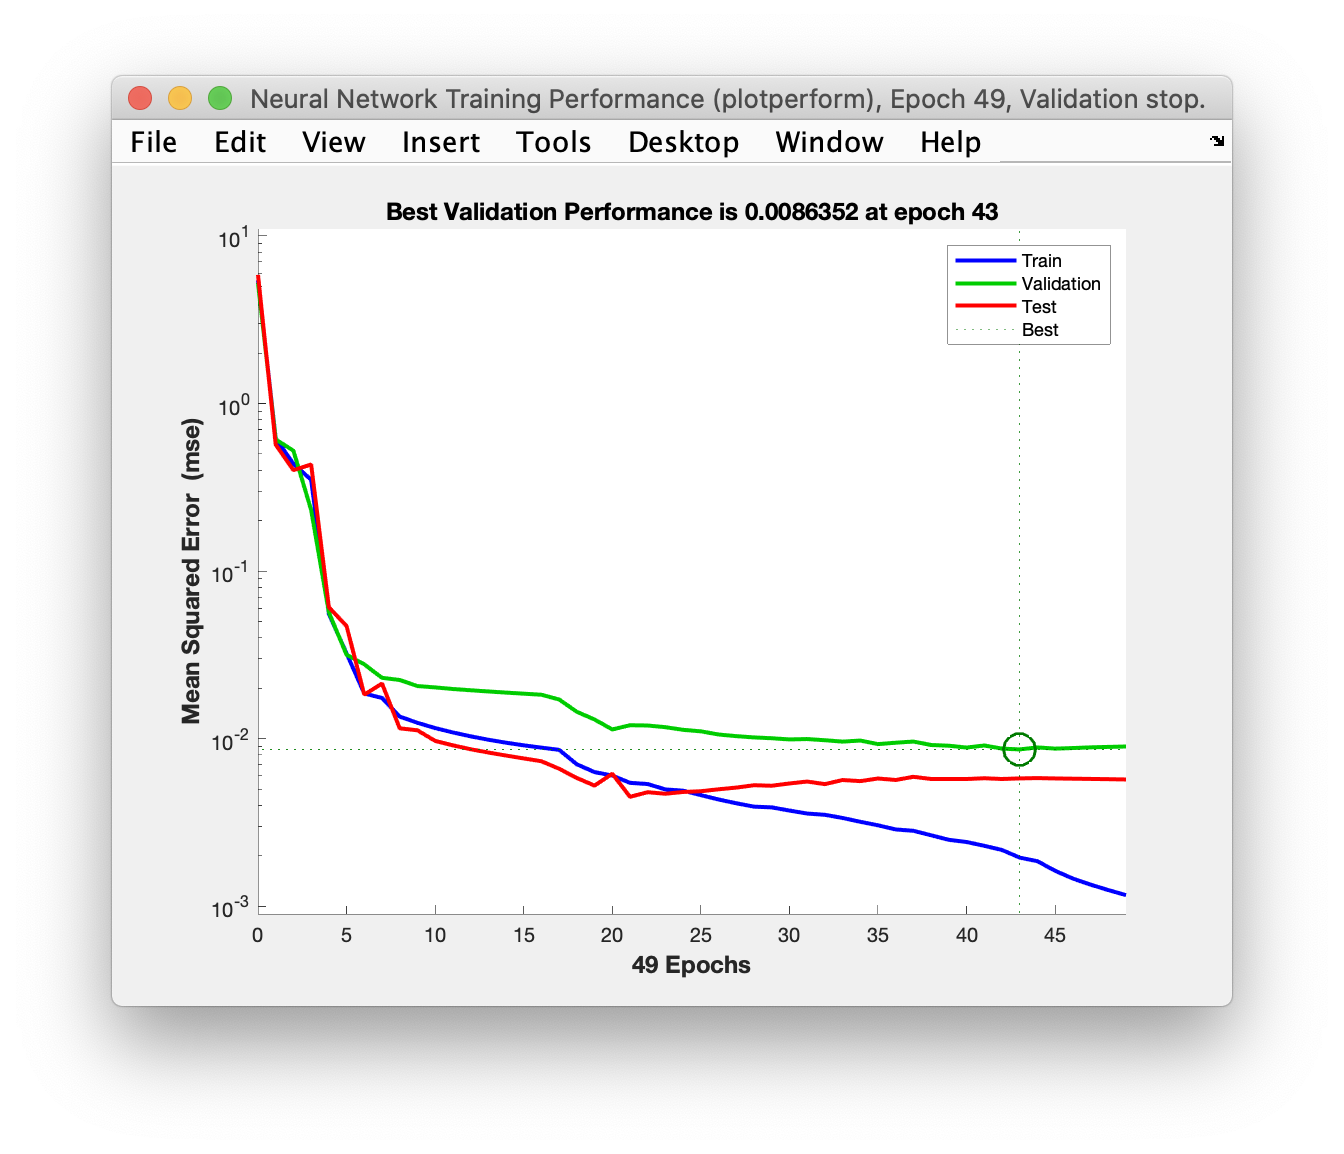 Neural Network Training Performance (plotperform), Epoch 49, Validation stop.
File Edit View Insert Tools Desktop Window Help
Best Validation Performance is 0.0086352 at epoch 43
10^1
10^0
10^-1
10^-2
10^-3
Mean Squared Error (mse)
Train
Validation
Test
Best
0 5 10 15 20 25 30 35 40 45
49 Epochs